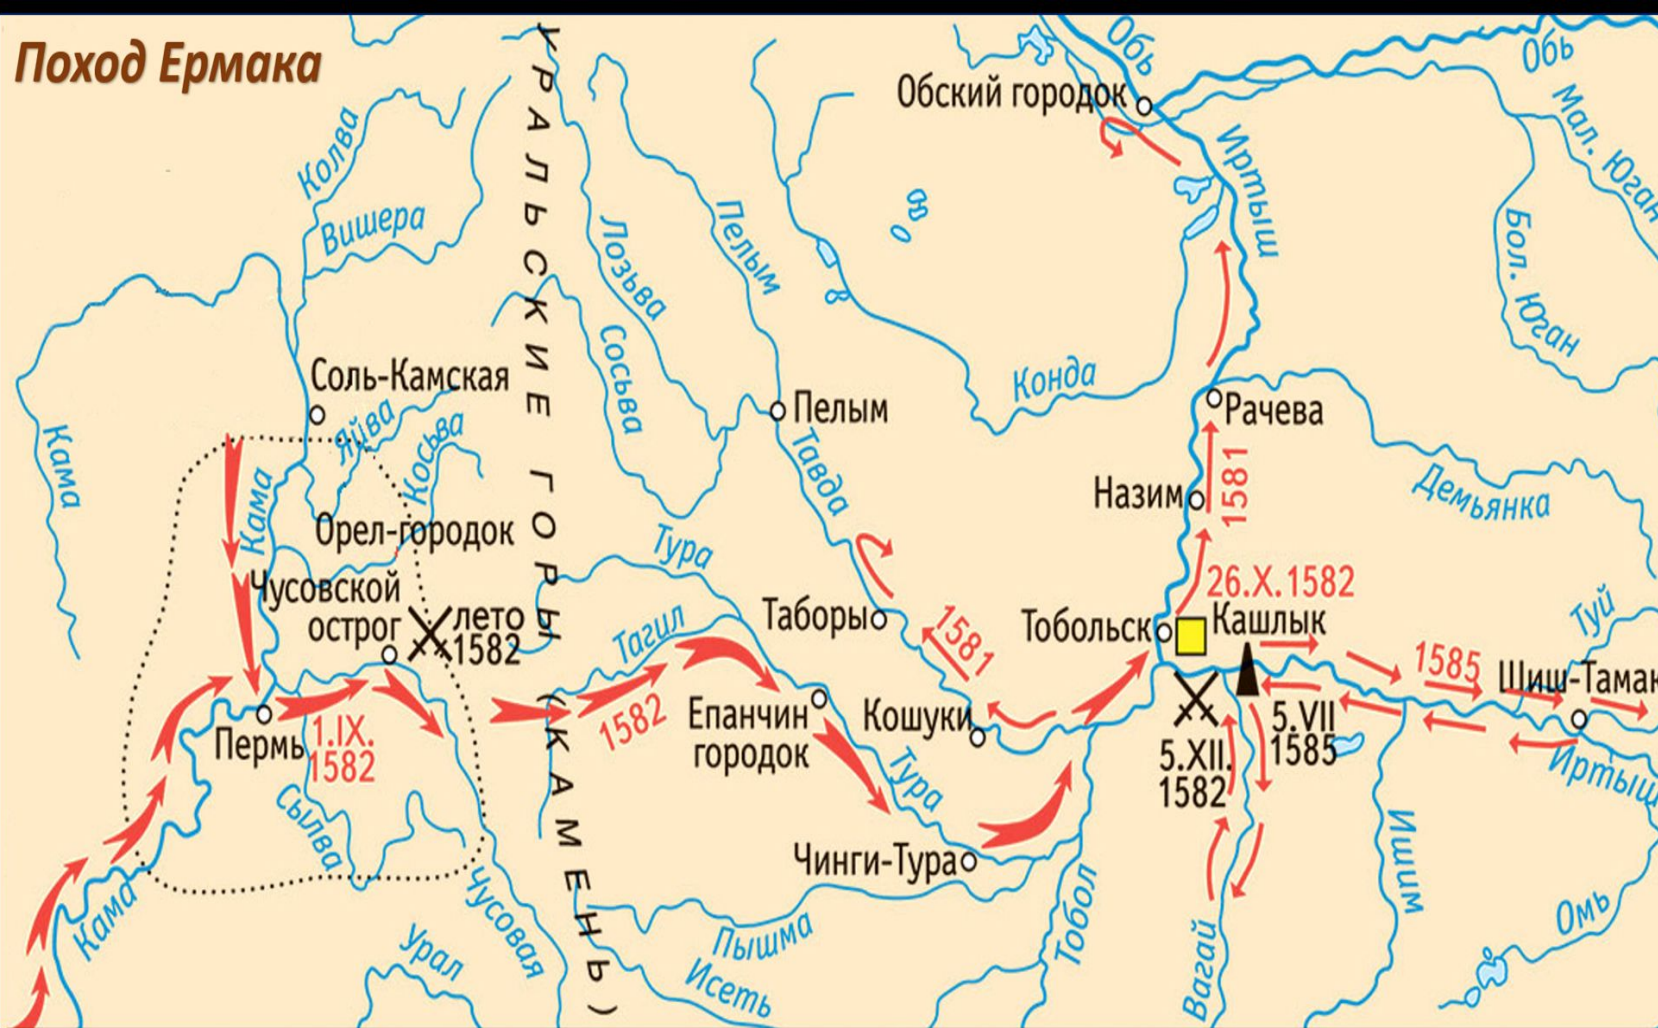 Поход Ермака
Обь
Обь
Обский городок
Мал. Юган
Иртыш
Колва
Вишера
УРАЛЬСКИЕ ГОРЫ (КАМЕНЬ)
Лозьва
Пелым
Бол. Юган
Сосьва
Конда
Соль-Камская
Яйва
Косьва
Кама
Кама
Пелым
Тавда
Рачева
1581
Назим
Демьянка
Орел-городок
Тура
Чусовской
острог
лето
1582
Тагил
1582
Таборы
1581
Тобольск
26.X.1582
Кашлык
Туй
1585
Шиш-Тамак
Пермь
1.IX.
1582
Епанчин
городок
Кошуки
5.XII.
1582
5.VII
1585
Иртыш
Тура
Сылва
Чинги-Тура
Ишим
Кама
Чусовая
Урал
Пышма
Исеть
Тобол
Вагай
Омь